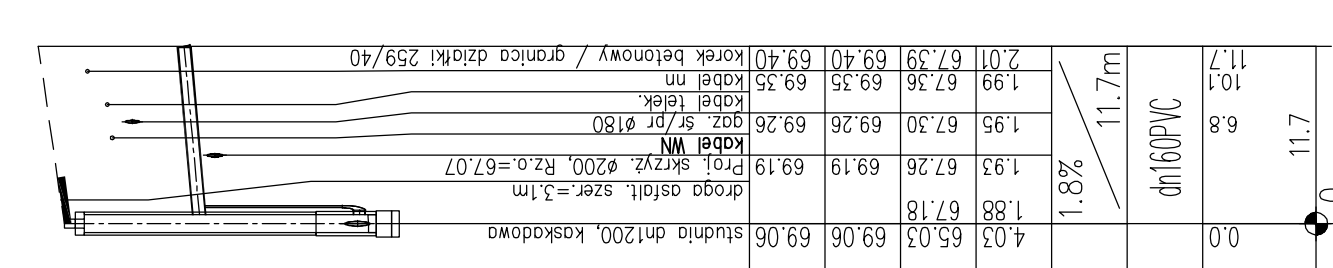 0.0 4.03 65.03 69.06 69.06 studnia dn1200, kaskadowa
1.88 67.18
droga asfalt. szer.=3.1m
1.93 67.26 69.19 69.19 Proj. skrzyż. ø200, Rz.o.=67.07
kabel WN
6.8 1.95 67.30 69.26 69.26 gaz. śr/pr ø180
kabel telek.
10.1 1.99 67.36 69.35 69.35 kabel nn
11.7 2.01 67.39 69.40 69.40 korek betonowy / granica działki 259/40
1.8%
11.7m
dn160PVC
11.7